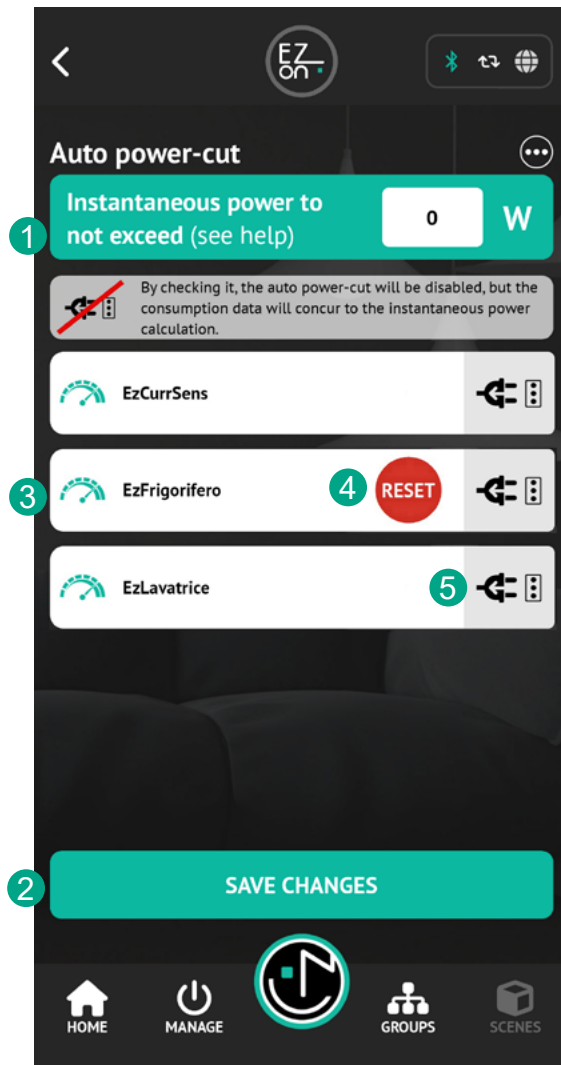 EZ
on
Auto power-cut
Instantaneous power to
not exceed (see help)
0
W
1
By checking it, the auto power-cut will be disabled, but the
consumption data will concur to the instantaneous power
calculation.
EzCurrSens
3
EzFrigorifero
4
RESET
EzLavatrice
5
2
SAVE CHANGES
HOME
MANAGE
GROUPS
SCENES